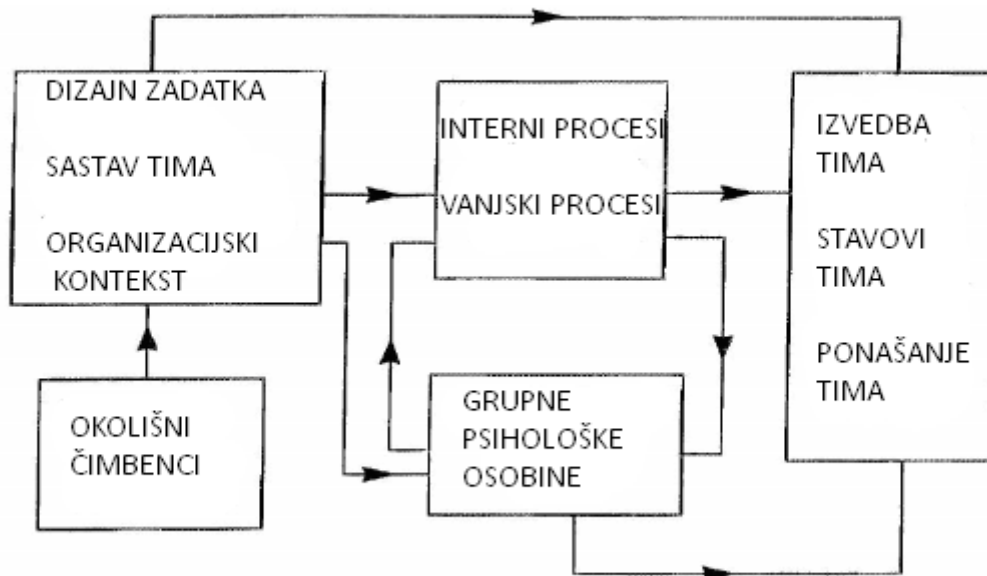 DIZAJN ZADATKA
SASTAV TIMA
ORGANIZACIJSKI
KONTEKST
INTERNI PROCESI
VANJSKI PROCESI
IZVEDBA
TIMA
STAVOVI
TIMA
PONAŠANJE
TIMA
OKOLIŠNI
ČIMBENCI
GRUPNE
PSIHOLOŠKE
OSOBINE